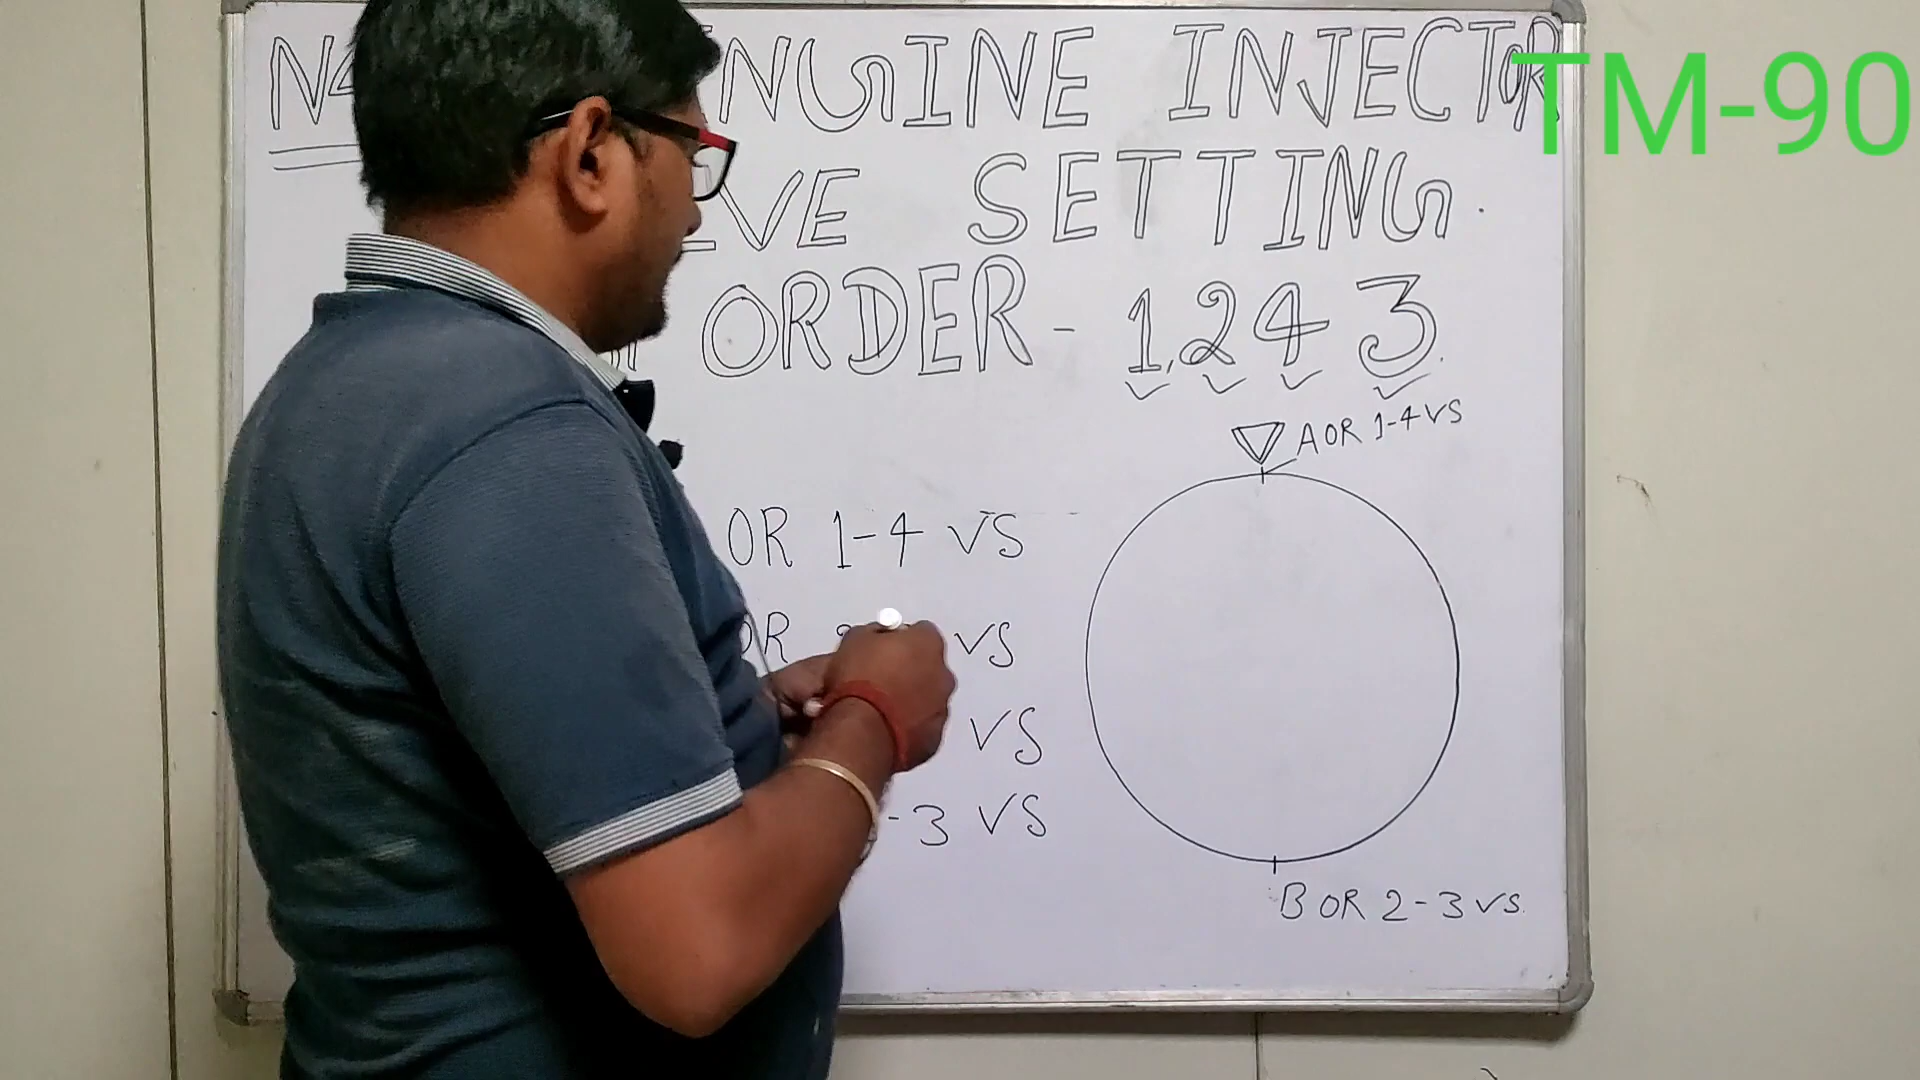 ENGINE INJECTOR
TM-90
SETTING.
ORDER- 1,2 4 3.
A OR 1-4 VS
OR 1-4 VS
OR VS
VS
-3 VS
B OR 2-3 VS.